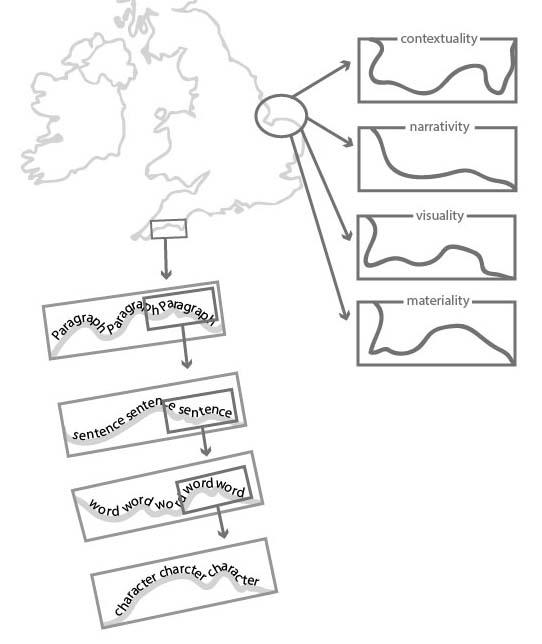 contextuality
narrativity
visuality
materiality
Paragraph Paragraph Paragraph
sentence sentence sentence
word word word word word
character charcter character